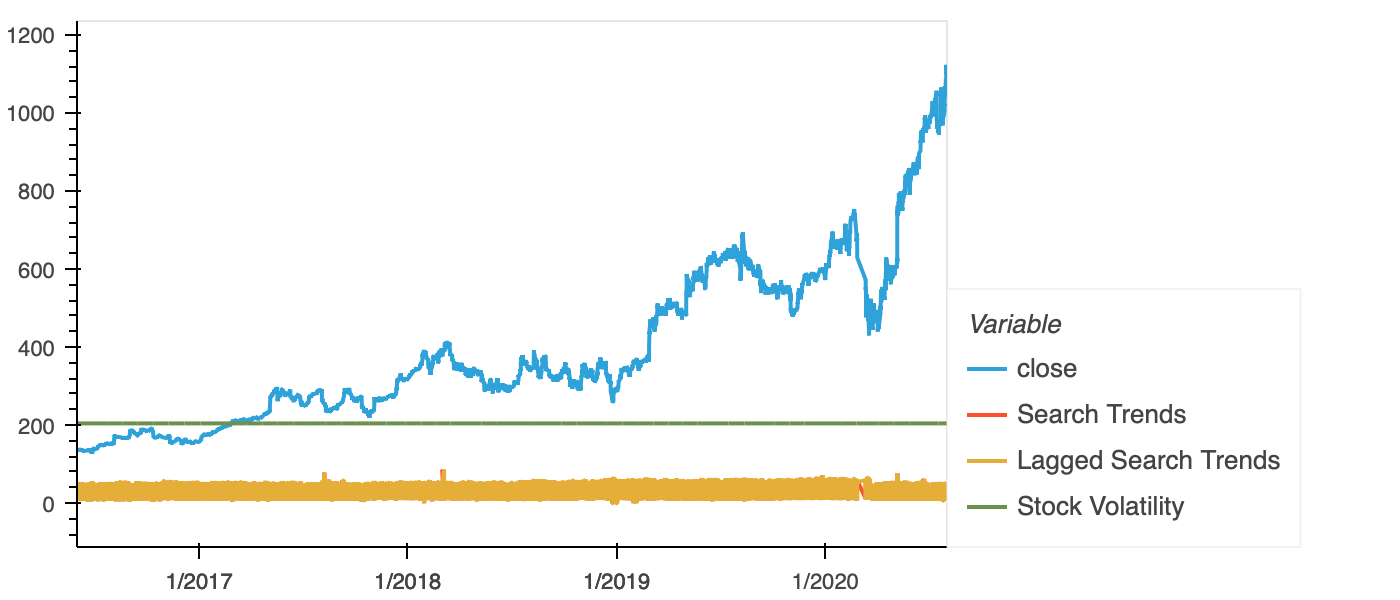 1200
1000
800
600
400
200
0
1/2017
1/2018
1/2019
1/2020
Variable
close
Search Trends
Lagged Search Trends
Stock Volatility